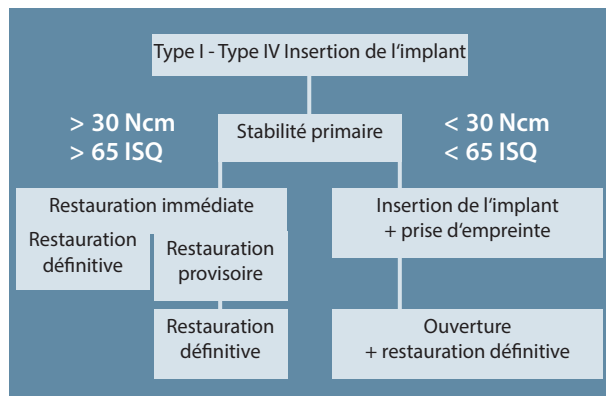 Type I - Type IV Insertion de l'implant
> 30 Ncm
> 65 ISQ
Stabilité primaire
< 30 Ncm
< 65 ISQ
Restauration immédiate
Restauration
définitive
Restauration
provisoire
Restauration
définitive
Insertion de l'implant
+ prise d'empreinte
Ouverture
+ restauration définitive